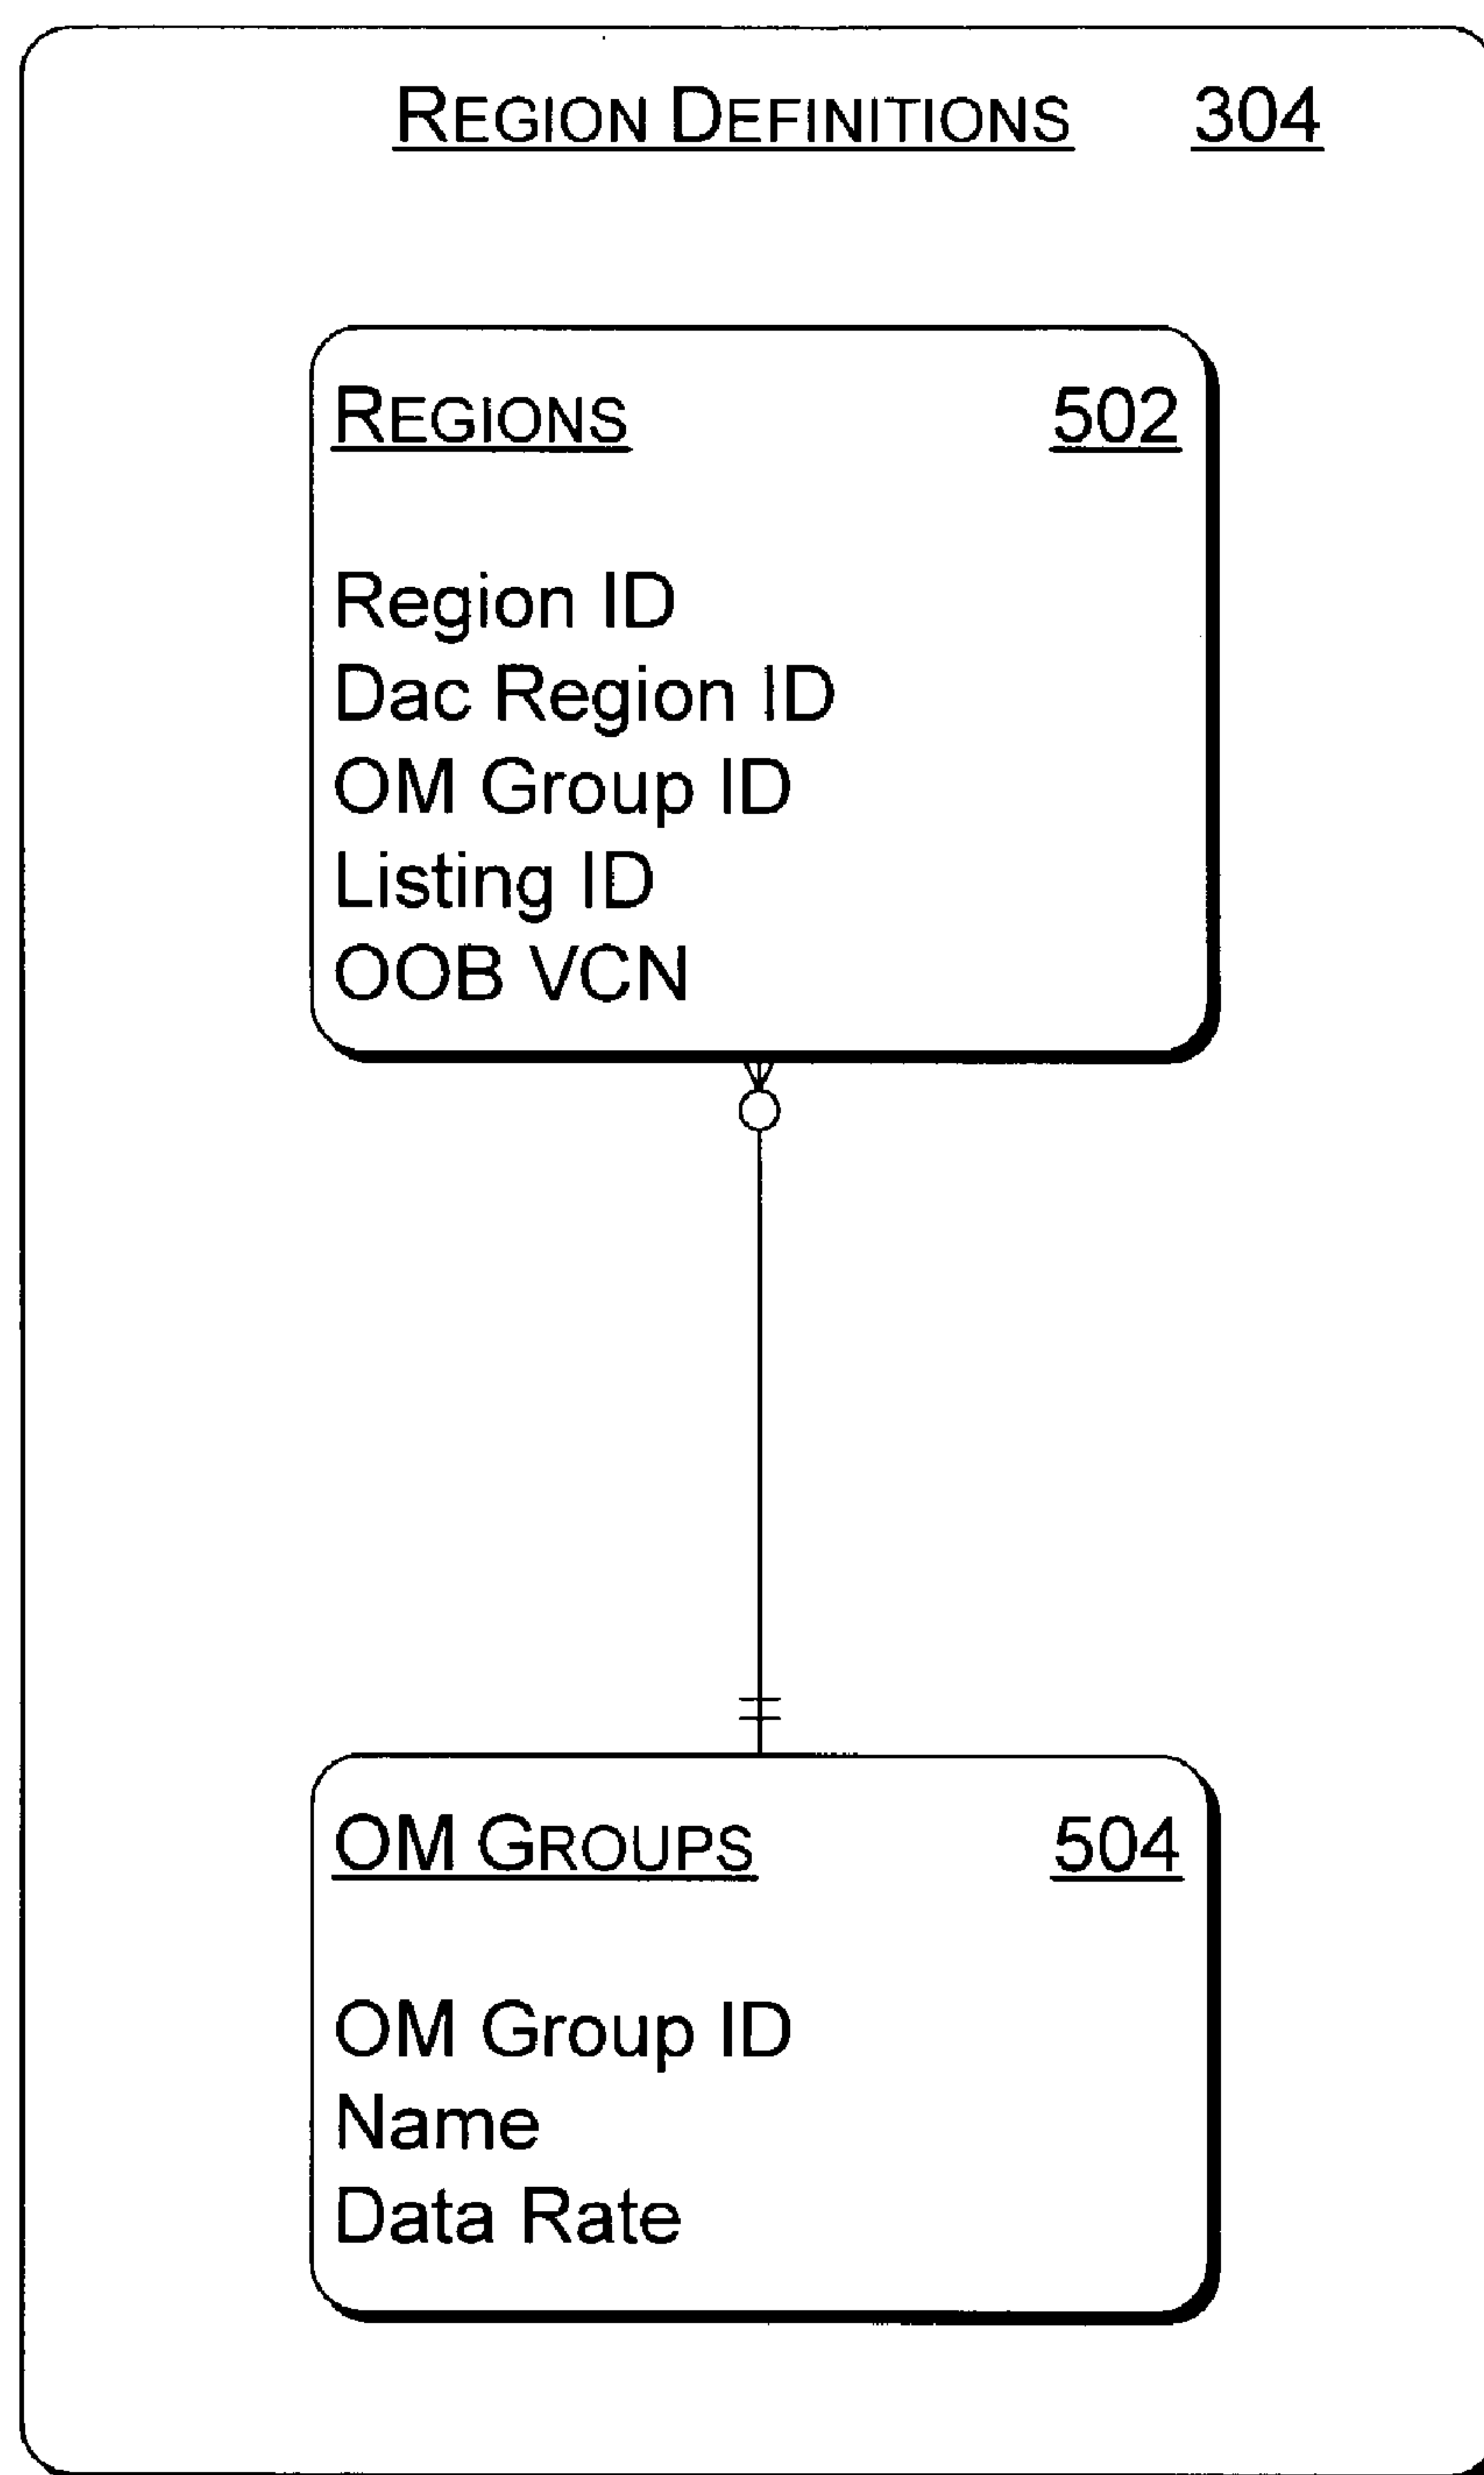 REGION DEFINITIONS 304
REGIONS 502
Region ID
Dac Region ID
OM Group ID
Listing ID
OOB VCN
OM GROUPS 504
OM Group ID
Name
Data Rate